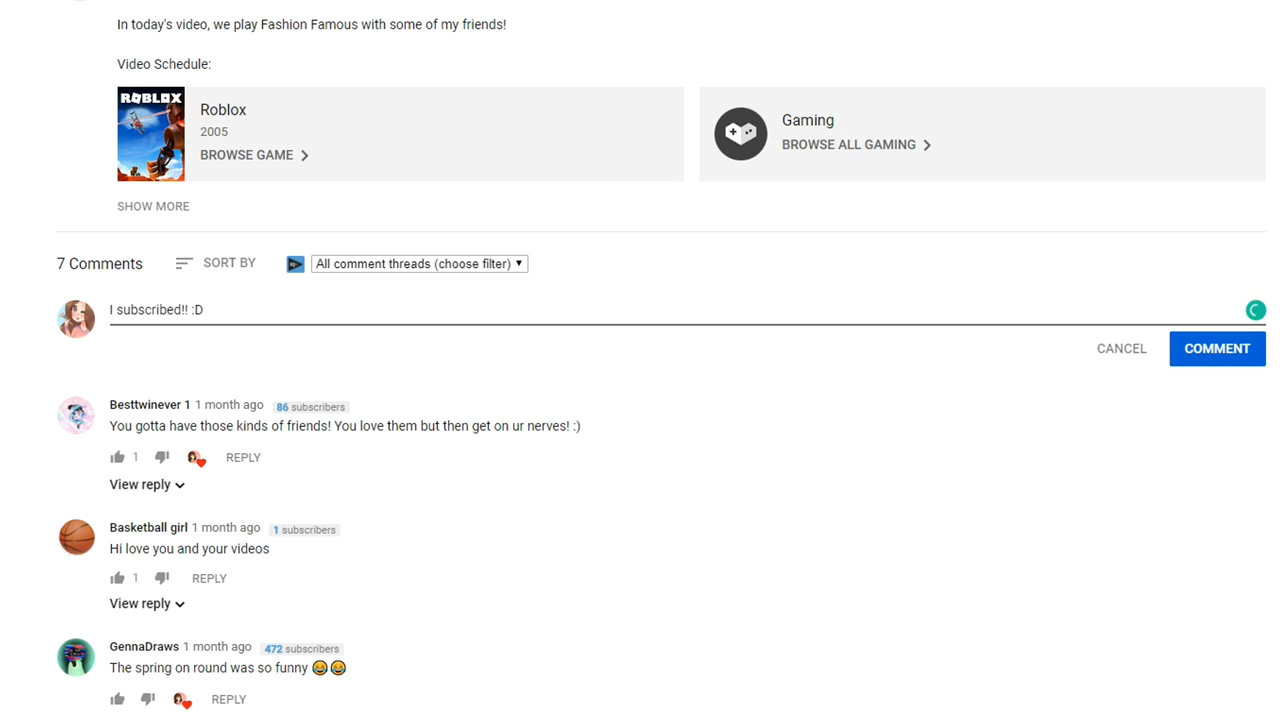 In today's video, we play Fashion Famous with some of my friends!
Video Schedule:
ROBLOX
Roblox
2005
BROWSE GAME
Gaming
BROWSE ALL GAMING
SHOW MORE
7 Comments SORT BY All comment threads (choose filter)
I subscribed!! :D
CANCEL COMMENT
Besttwinever 1 1 month ago 86 subscribers
You gotta have those kinds of friends! You love them but then get on ur nerves! :)
1 REPLY
View reply
Basketball girl 1 month ago 1 subscribers
Hi love you and your videos
1 REPLY
View reply
GennaDraws 1 month ago 472 subscribers
The spring on round was so funny 😂😂
REPLY